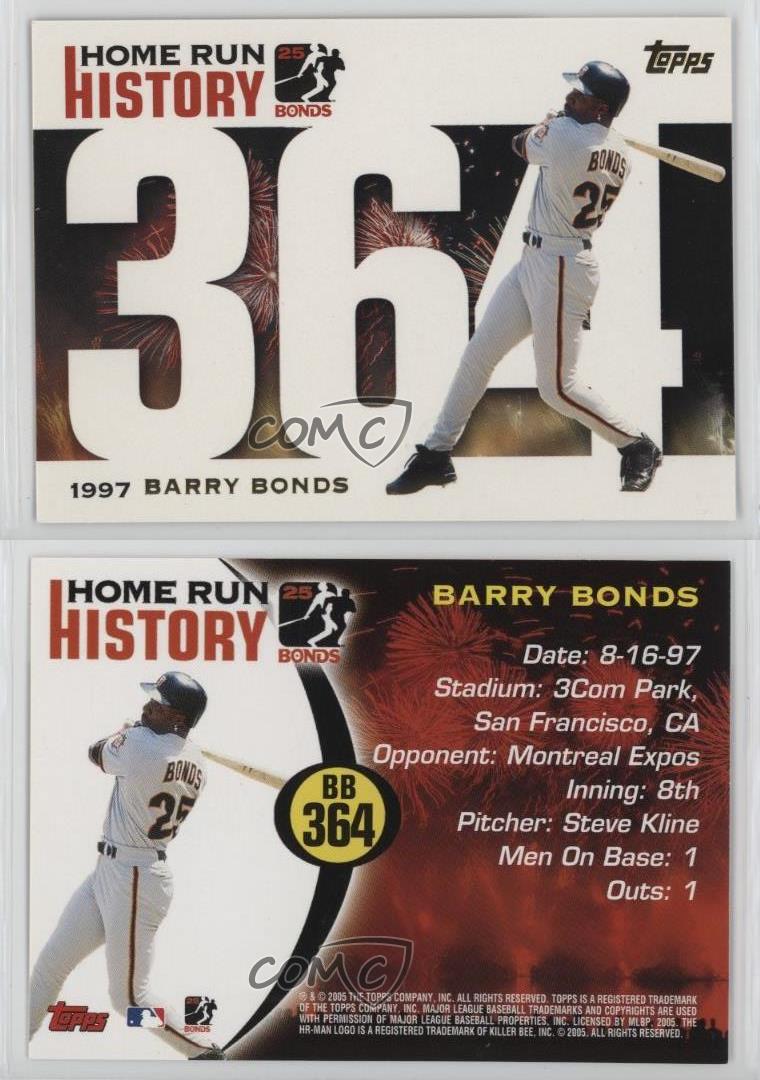 HOME RUN
HISTORY
25
BONDS
TOPPS
364
BONDS
25
COMC
1997 BARRY BONDS
HOME RUN
HISTORY
25
BONDS
BARRY BONDS
Date: 8-16-97
Stadium: 3Com Park,
San Francisco, CA
Opponent: Montreal Expos
Inning: 8th
Pitcher: Steve Kline
Men On Base: 1
Outs: 1
BONDS
25
BB
364
COMC
TOPPS
25
BONDS
® & © 2005 THE TOPPS COMPANY, INC. ALL RIGHTS RESERVED. TOPPS IS A REGISTERED TRADEMARK
OF THE TOPPS COMPANY, INC. MAJOR LEAGUE BASEBALL TRADEMARKS AND COPYRIGHTS ARE USED
WITH PERMISSION OF MAJOR LEAGUE BASEBALL PROPERTIES, INC. LICENSED BY MLBP, 2005. THE
HR-MAN LOGO IS A REGISTERED TRADEMARK OF KILLER BEE, INC. © 2005. ALL RIGHTS RESERVED.